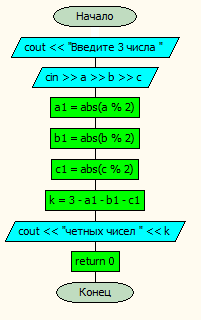 Начало
cout << "Введите 3 числа "
cin >> a >> b >> c
a1 = abs(a % 2)
b1 = abs(b % 2)
c1 = abs(c % 2)
k = 3 - a1 - b1 - c1
cout << "четных чисел " << k
return 0
Конец